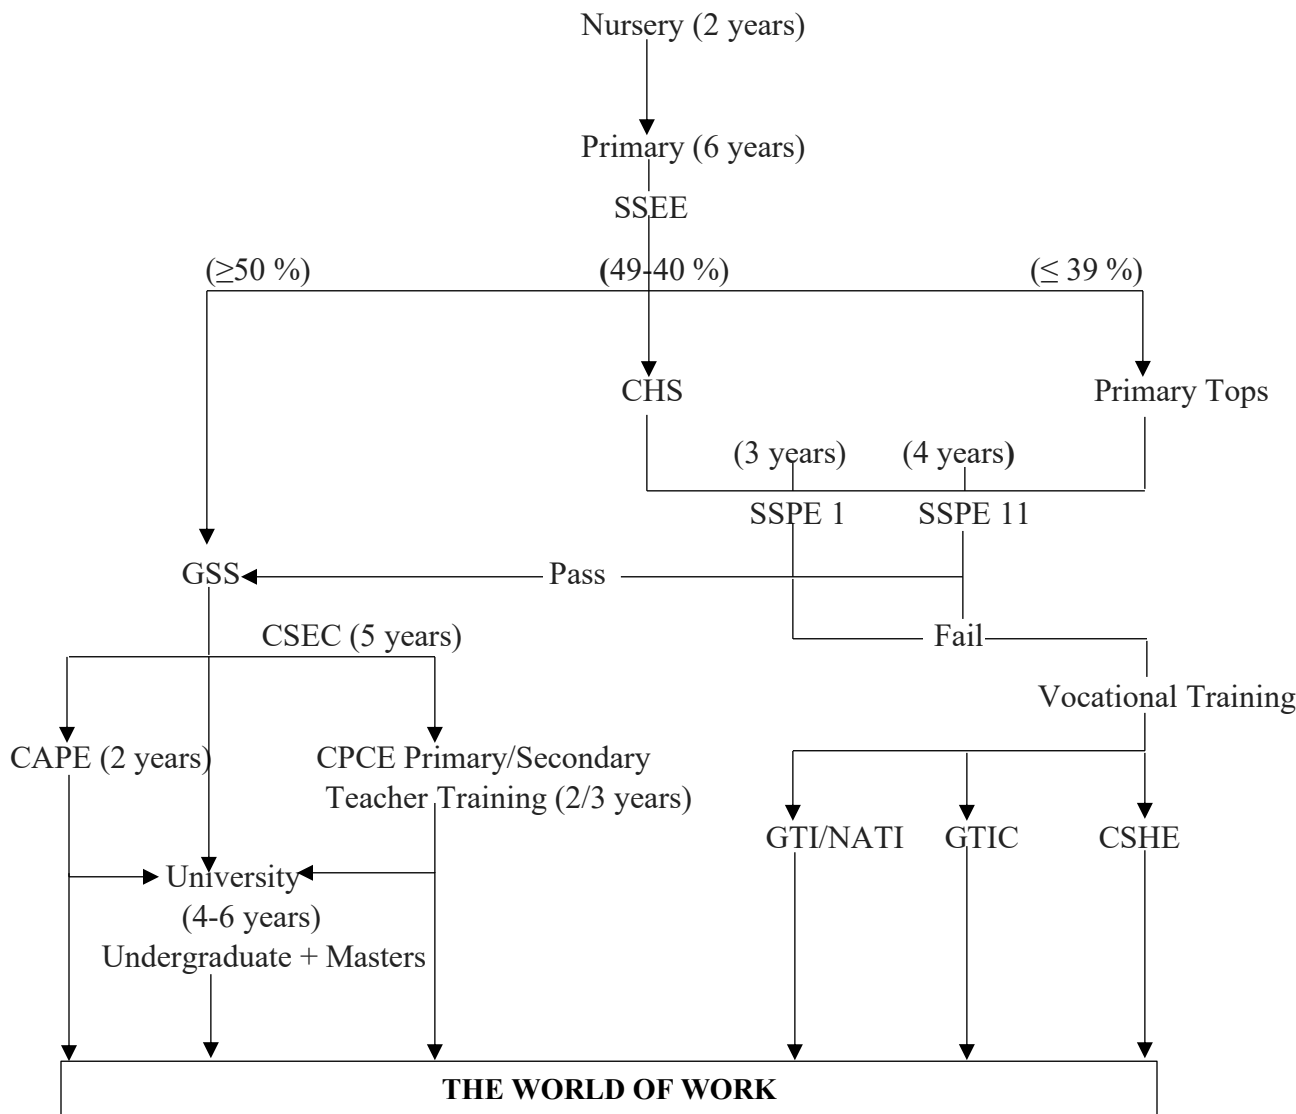 Nursery (2 years)
Primary (6 years)
SSEE
(≥50 %)
(49-40 %)
(≤ 39 %)
CHS
Primary Tops
(3 years)
(4 years)
SSPE 1
SSPE 11
GSS
Pass
CSEC (5 years)
Fail
Vocational Training
CAPE (2 years)
CPCE Primary/Secondary
Teacher Training (2/3 years)
GTI/NATI
GTIC
CSHE
University
(4-6 years)
Undergraduate + Masters
THE WORLD OF WORK